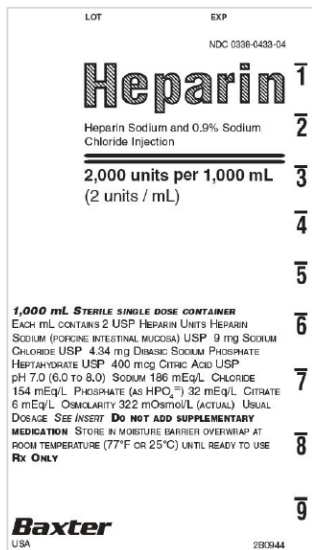 LOT EXP
NDC 0338-0433-04
Heparin
Heparin Sodium and 0.9% Sodium
Chloride Injection
2,000 units per 1,000 mL
(2 units / mL)
1
2
3
4
5
1,000 mL STERILE SINGLE DOSE CONTAINER
EACH mL CONTAINS 2 USP HEPARIN UNITS HEPARIN
SODIUM (PORCINE INTESTINAL MUCOSA) USP 9 mg SODIUM
CHLORIDE USP 4.34 mg DIBASIC SODIUM PHOSPHATE
HEPTAHYDRATE USP 400 mcg CITRIC ACID USP
pH 7.0 (6.0 TO 8.0) SODIUM 186 mEq/L CHLORIDE
154 mEq/L PHOSPHATE (AS HPO₄⁼) 32 mEq/L CITRATE
6 mEq/L OSMOLARITY 322 mOsmol/L (ACTUAL) USUAL
DOSAGE SEE INSERT DO NOT ADD SUPPLEMENTARY
MEDICATION STORE IN MOISTURE BARRIER OVERWRAP AT
ROOM TEMPERATURE (77°F OR 25°C) UNTIL READY TO USE
RX ONLY
6
7
8
9
Baxter
USA 2B0944